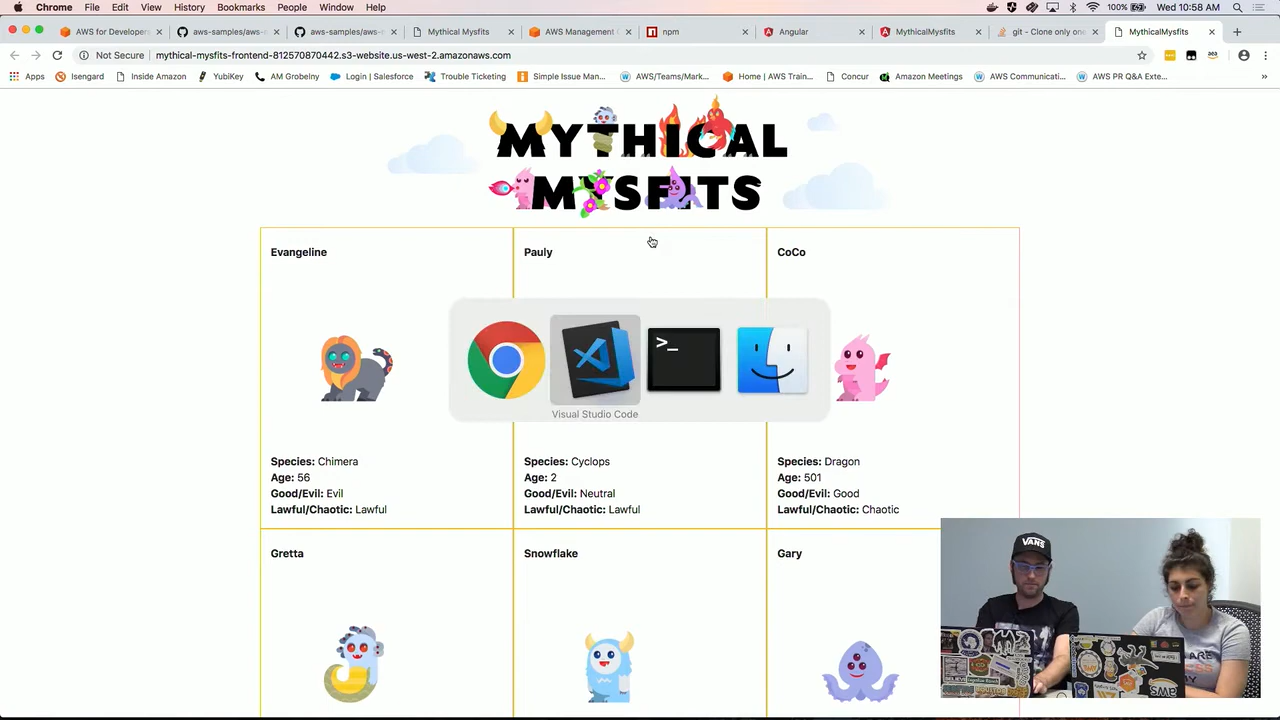 Chrome File Edit View History Bookmarks People Window Help 100% Wed 10:58 AM
AWS for Developers aws-samples/aws- aws-samples/aws- Mythical Mysfits AWS Management C npm Angular MythicalMysfits git - Clone only one MythicalMysfits
Not Secure mythical-mysfits-frontend-812570870442.s3-website.us-west-2.amazonaws.com
Apps Isengard Inside Amazon YubiKey AM Grobelny Login | Salesforce Trouble Ticketing Simple Issue Man... AWS/Teams/Mark... Home | AWS Train... Concur Amazon Meetings AWS Communicati... AWS PR Q&A Exte...
MYTHICAL
MYSFITS
Evangeline Pauly CoCo
Visual Studio Code
Species: Chimera Species: Cyclops Species: Dragon
Age: 56 Age: 2 Age: 501
Good/Evil: Evil Good/Evil: Neutral Good/Evil: Good
Lawful/Chaotic: Lawful Lawful/Chaotic: Lawful Lawful/Chaotic: Chaotic
Gretta Snowflake Gary
VANS
aws